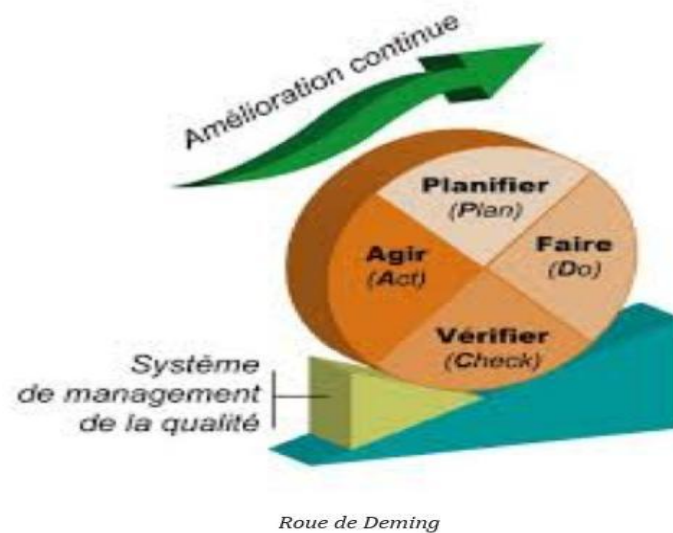 Amélioration continue
Planifier
(Plan)
Faire
(Do)
Agir
(Act)
Vérifier
(Check)
Système
de management
de la qualité
Roue de Deming